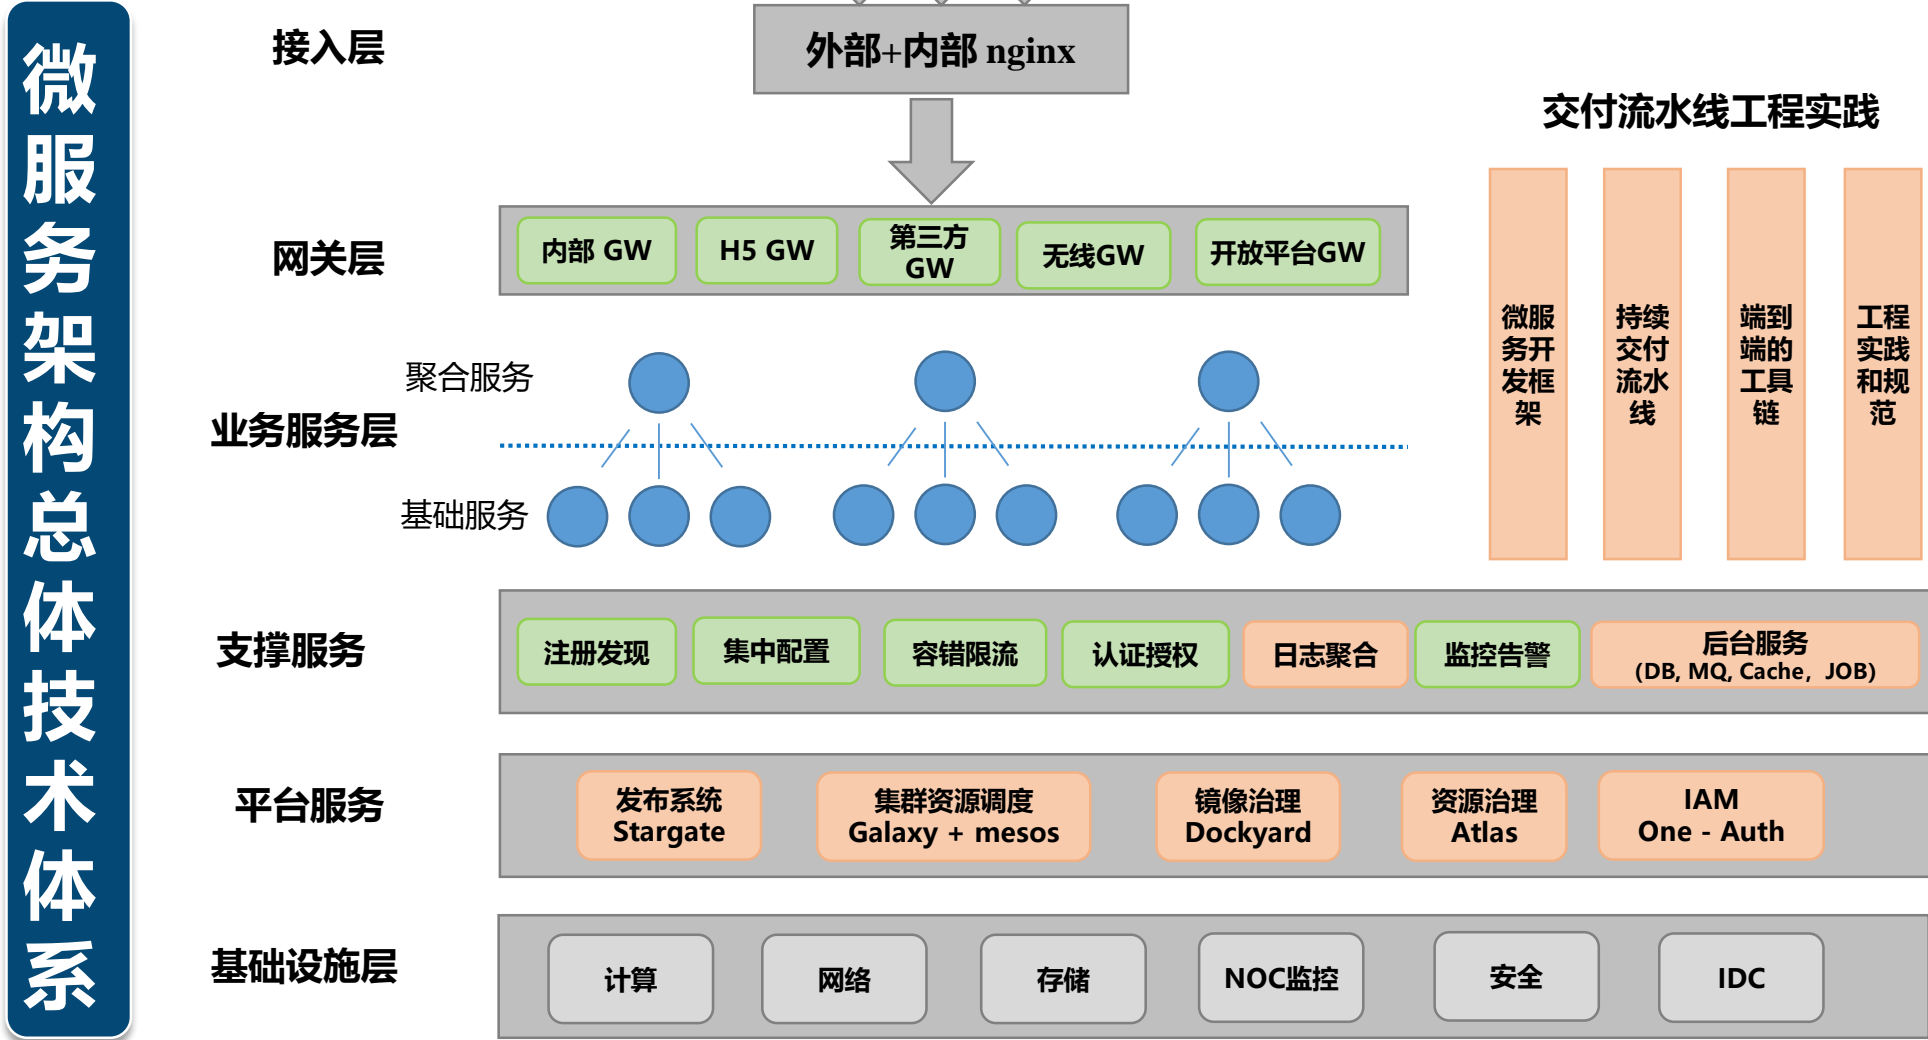 微服务架构总体技术体系
接入层
外部+内部 nginx
交付流水线工程实践
网关层
内部 GW
H5 GW
第三方
GW
无线GW
开放平台GW
微服
务开
发框
架
持续
交付
流水
线
端到
端的
工具
链
工程
实践
和规
范
聚合服务
业务服务层
基础服务
支撑服务
注册发现
集中配置
容错限流
认证授权
日志聚合
监控告警
后台服务
(DB, MQ, Cache，JOB)
平台服务
发布系统
Stargate
集群资源调度
Galaxy + mesos
镜像治理
Dockyard
资源治理
Atlas
IAM
One - Auth
基础设施层
计算
网络
存储
NOC监控
安全
IDC